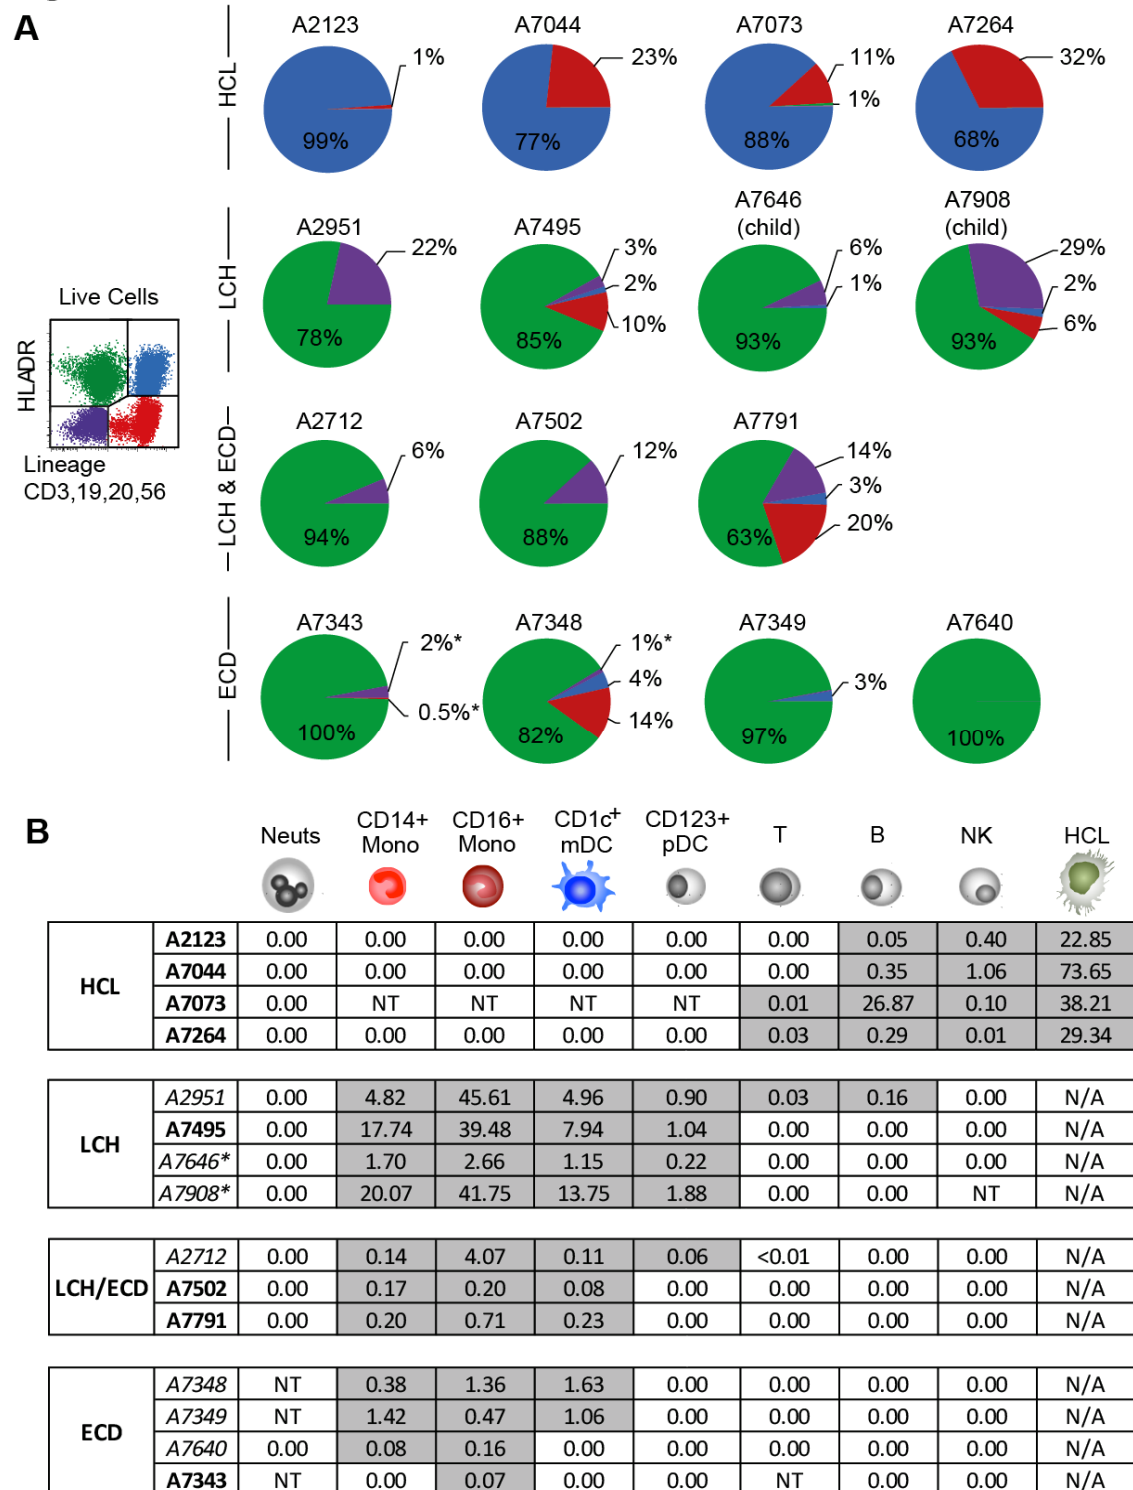 A
HCL
A2123
1%
99%
A7044
23%
77%
A7073
11%
1%
88%
A7264
32%
68%
LCH
A2951
22%
78%
A7495
3%
2%
10%
85%
A7646
(child)
6%
1%
93%
A7908
(child)
29%
2%
6%
93%
Live Cells
HLADR
Lineage
CD3,19,20,56
LCH & ECD
A2712
6%
94%
A7502
12%
88%
A7791
14%
3%
20%
63%
ECD
A7343
2%*
0.5%*
100%
A7348
1%*
4%
14%
82%
A7349
3%
97%
A7640
100%
B
Neuts CD14+ Mono CD16+ Mono CD1c+ mDC CD123+ pDC T B NK HCL
HCL
A2123 0.00 0.00 0.00 0.00 0.00 0.00 0.05 0.40 22.85
A7044 0.00 0.00 0.00 0.00 0.00 0.00 0.35 1.06 73.65
A7073 0.00 NT NT NT NT 0.01 26.87 0.10 38.21
A7264 0.00 0.00 0.00 0.00 0.00 0.03 0.29 0.01 29.34
LCH
A2951 0.00 4.82 45.61 4.96 0.90 0.03 0.16 0.00 N/A
A7495 0.00 17.74 39.48 7.94 1.04 0.00 0.00 0.00 N/A
A7646* 0.00 1.70 2.66 1.15 0.22 0.00 0.00 0.00 N/A
A7908* 0.00 20.07 41.75 13.75 1.88 0.00 0.00 NT N/A
LCH/ECD
A2712 0.00 0.14 4.07 0.11 0.06 <0.01 0.00 0.00 N/A
A7502 0.00 0.17 0.20 0.08 0.00 0.00 0.00 0.00 N/A
A7791 0.00 0.20 0.71 0.23 0.00 0.00 0.00 0.00 N/A
ECD
A7348 NT 0.38 1.36 1.63 0.00 0.00 0.00 0.00 N/A
A7349 NT 1.42 0.47 1.06 0.00 0.00 0.00 0.00 N/A
A7640 0.00 0.08 0.16 0.00 0.00 0.00 0.00 0.00 N/A
A7343 NT 0.00 0.07 0.00 0.00 NT 0.00 0.00 N/A